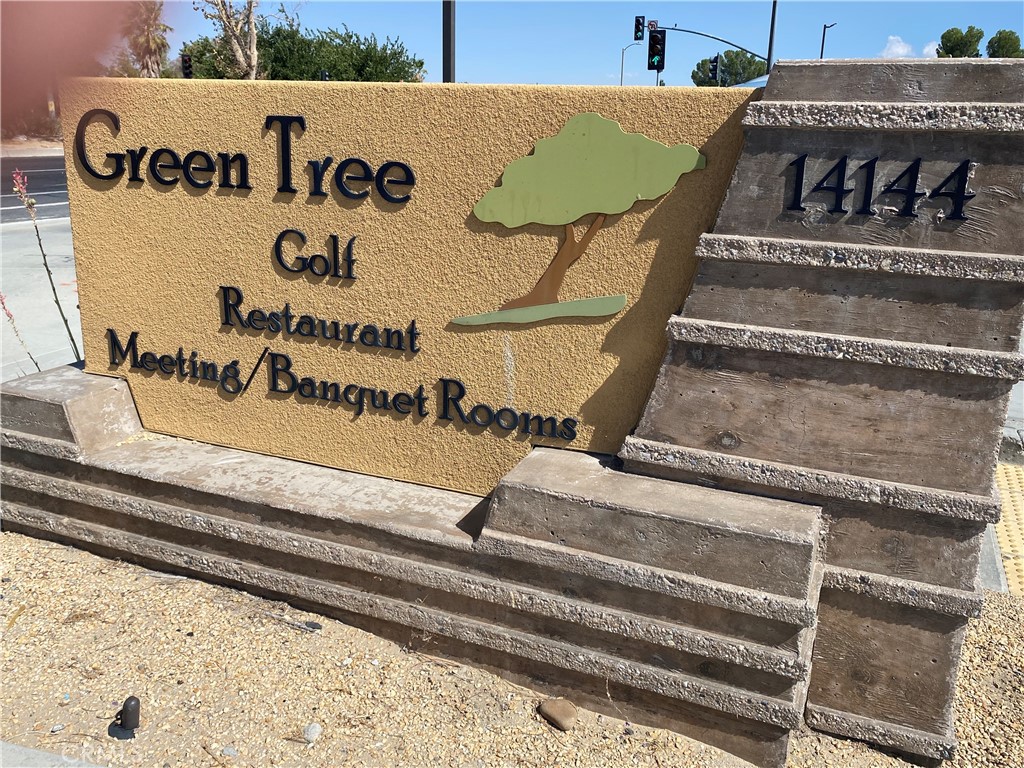 Green Tree
Golf
Restaurant
Meeting/Banquet Rooms
14144